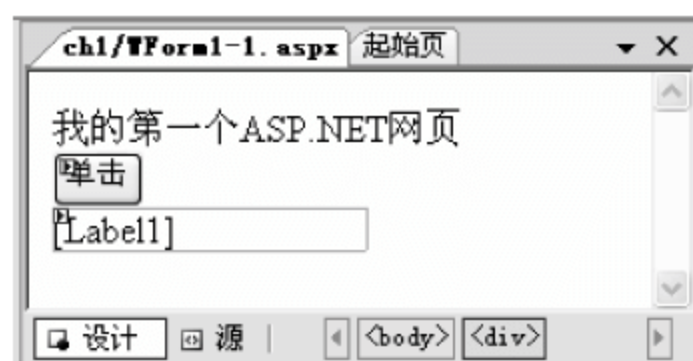 ch1/WForm1-1.aspx 起始页
我的第一个ASP.NET网页
单击
[Label1]
设计 源 <body> <div>